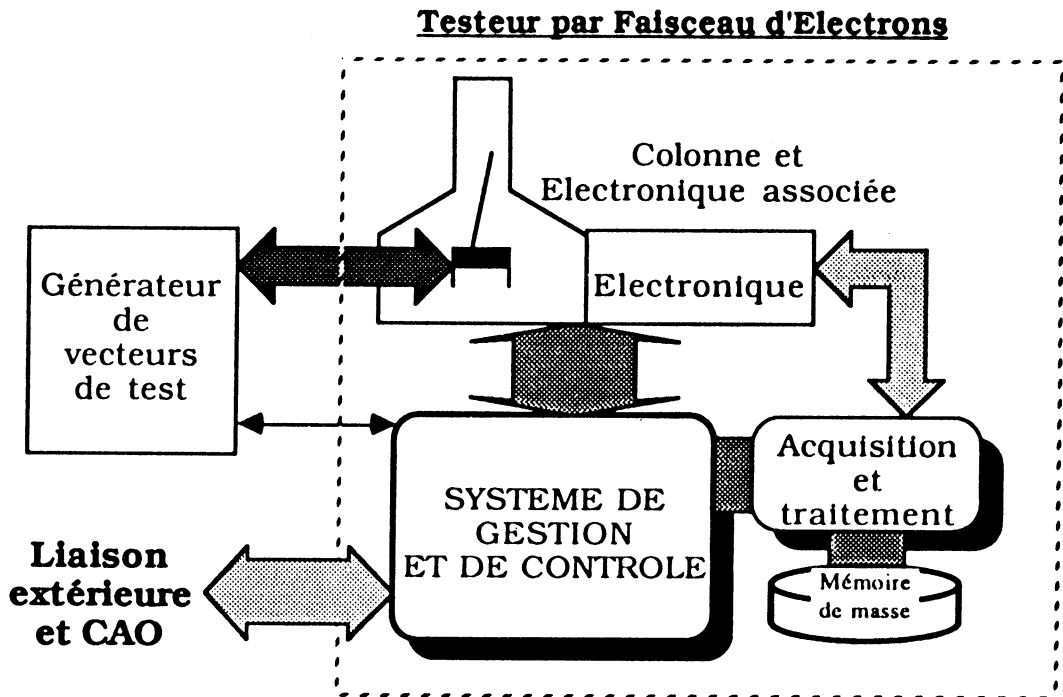 Testeur par Faisceau d'Electrons
Colonne et
Electronique associée
Générateur
de
vecteurs
de test
Electronique
Acquisition
et
traitement
SYSTEME DE
GESTION
ET DE CONTROLE
Liaison
extérieure
et CAO
Mémoire
de masse